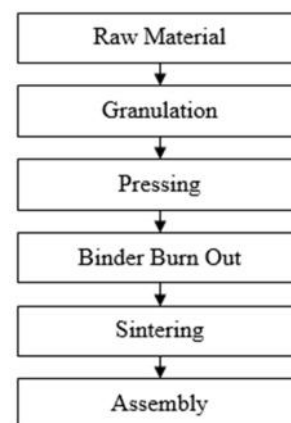 Raw Material
Granulation
Pressing
Binder Burn Out
Sintering
Assembly